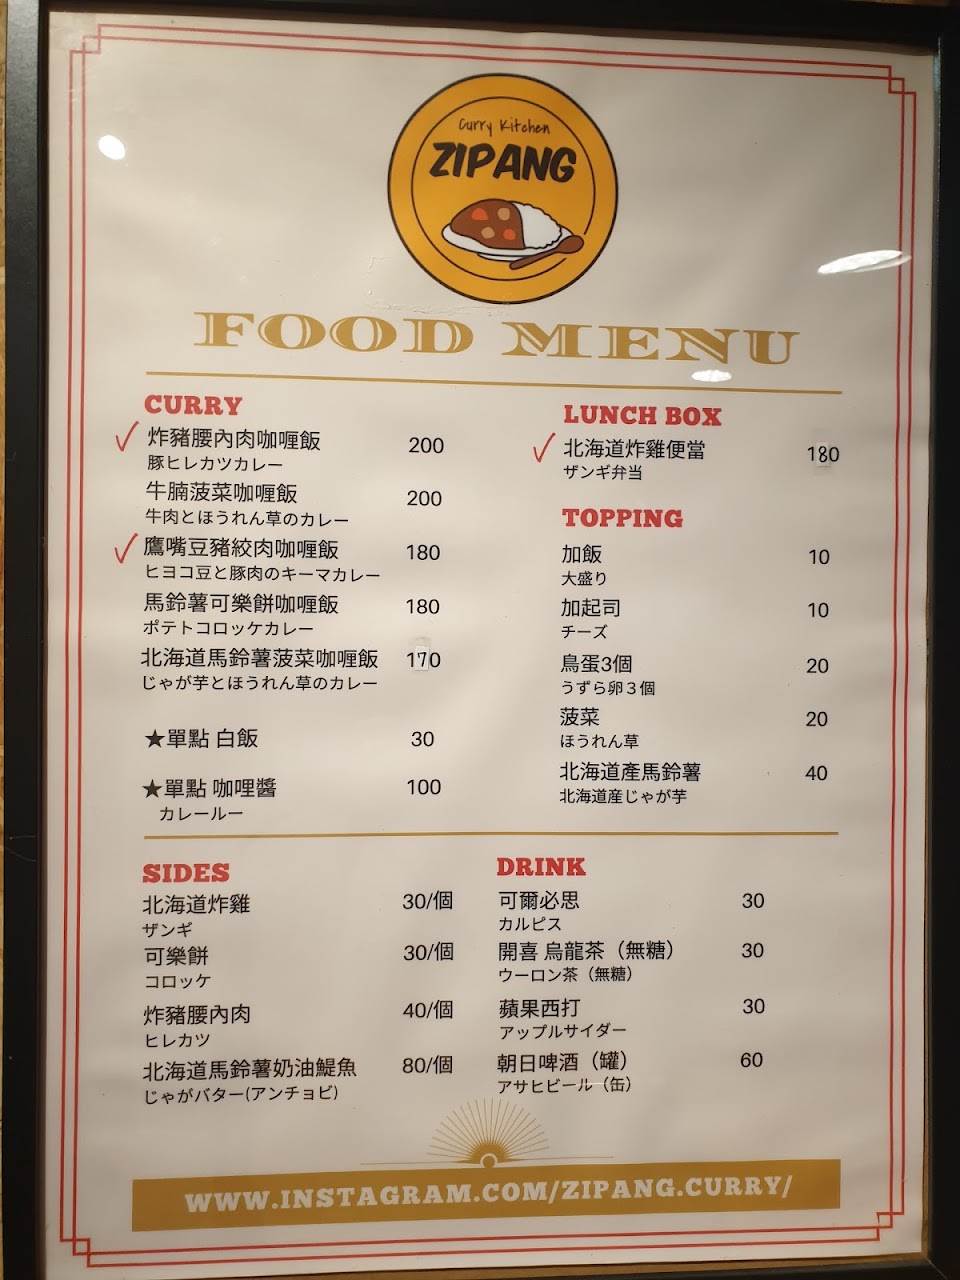 Curry Kitchen
ZIPANG
FOOD MENU
CURRY
炸豬腰內肉咖喱飯 200
豚ヒレカツカレー
牛腩菠菜咖喱飯 200
牛肉とほうれん草のカレー
鷹嘴豆豬絞肉咖喱飯 180
ヒヨコ豆と豚肉のキーマカレー
馬鈴薯可樂餅咖喱飯 180
ポテトコロッケカレー
北海道馬鈴薯菠菜咖喱飯 170
じゃが芋とほうれん草のカレー
★單點 白飯 30
★單點 咖哩醬 100
カレールー
LUNCH BOX
北海道炸雞便當 180
ザンギ弁当
TOPPING
加飯 10
大盛り
加起司 10
チーズ
鳥蛋3個 20
うずら卵３個
菠菜 20
ほうれん草
北海道產馬鈴薯 40
北海道産じゃが芋
SIDES
北海道炸雞 30/個
ザンギ
可樂餅 30/個
コロッケ
炸豬腰內肉 40/個
ヒレカツ
北海道馬鈴薯奶油鯷魚 80/個
じゃがバター(アンチョビ)
DRINK
可爾必思 30
カルピス
開喜 烏龍茶（無糖） 30
ウーロン茶（無糖）
蘋果西打 30
アップルサイダー
朝日啤酒（罐） 60
アサヒビール（缶）
WWW.INSTAGRAM.COM/ZIPANG.CURRY/